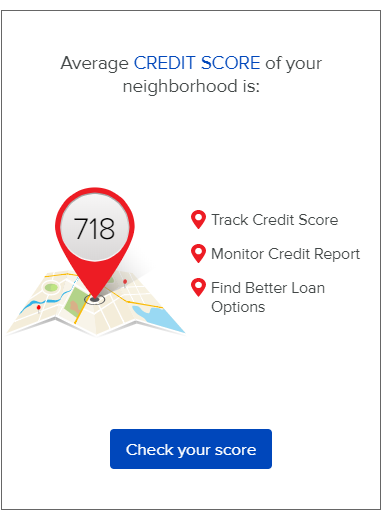 Average CREDIT SCORE of your
neighborhood is:
718
Track Credit Score
Monitor Credit Report
Find Better Loan
Options
Check your score